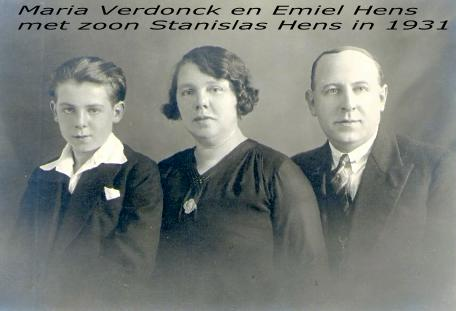 Maria Verdonck en Emiel Hens
met zoon Stanislas Hens in 1931